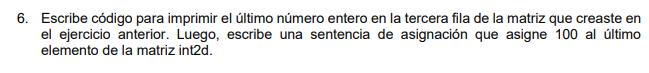 6. Escribe código para imprimir el último número entero en la tercera fila de la matriz que creaste en
el ejercicio anterior. Luego, escribe una sentencia de asignación que asigne 100 al último
elemento de la matriz int2d.